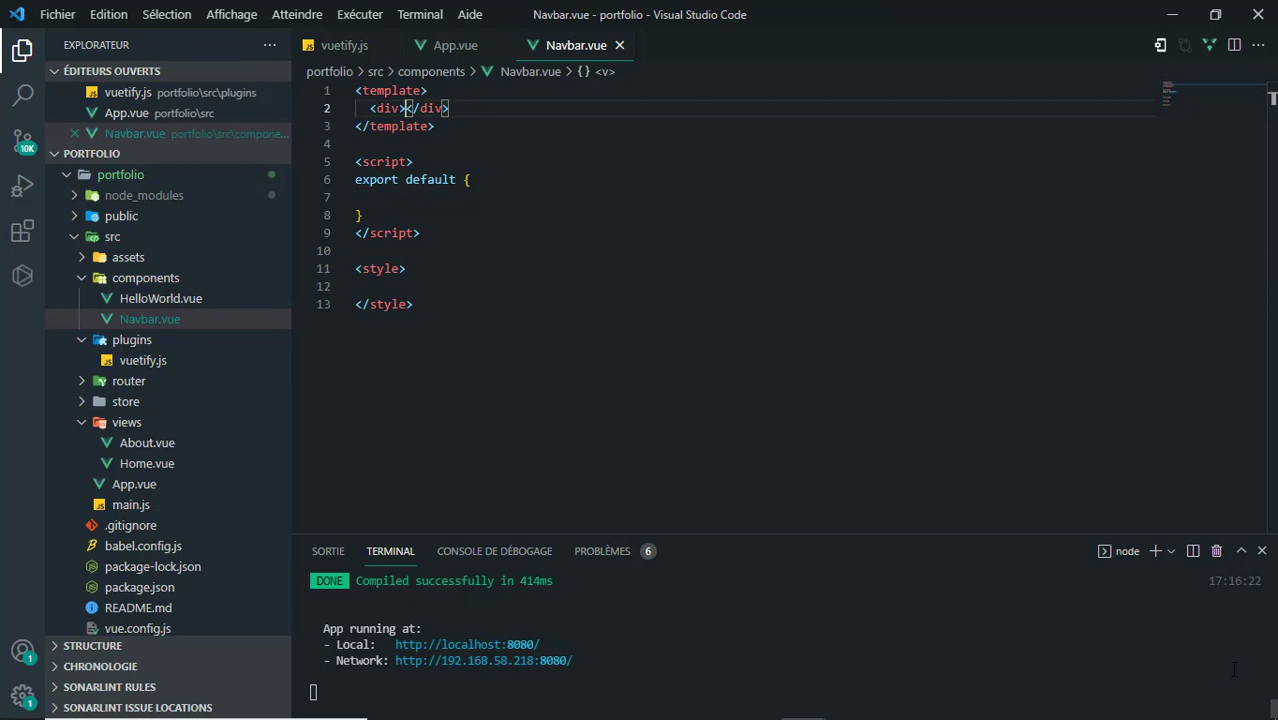 Fichier Edition Sélection Affichage Atteindre Exécuter Terminal Aide Navbar.vue - portfolio - Visual Studio Code
EXPLORATEUR
ÉDITEURS OUVERTS
vuetify.js portfolio\src\plugins
App.vue portfolio\src
Navbar.vue portfolio\src\compone...
PORTFOLIO
portfolio
node_modules
public
src
assets
components
HelloWorld.vue
Navbar.vue
plugins
vuetify.js
router
store
views
About.vue
Home.vue
App.vue
main.js
.gitignore
babel.config.js
package-lock.json
package.json
README.md
vue.config.js
STRUCTURE
CHRONOLOGIE
SONARLINT RULES
SONARLINT ISSUE LOCATIONS
10K
1
1
vuetify.js App.vue Navbar.vue
portfolio > src > components > Navbar.vue > {} <v>
1 <template>
2 <div></div>
3 </template>
4
5 <script>
6 export default {
7
8 }
9 </script>
10
11 <style>
12
13 </style>
SORTIE TERMINAL CONSOLE DE DÉBOGAGE PROBLÈMES 6 node
DONE Compiled successfully in 414ms 17:16:22
App running at:
- Local: http://localhost:8080/
- Network: http://192.168.58.218:8080/